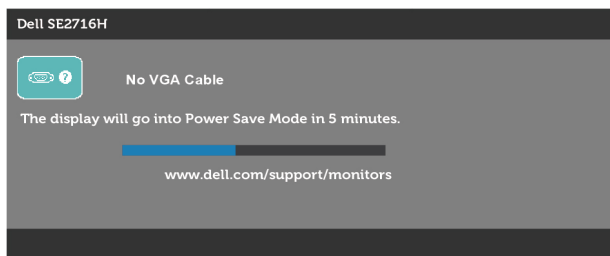 Dell SE2716H
?
No VGA Cable
The display will go into Power Save Mode in 5 minutes.
www.dell.com/support/monitors